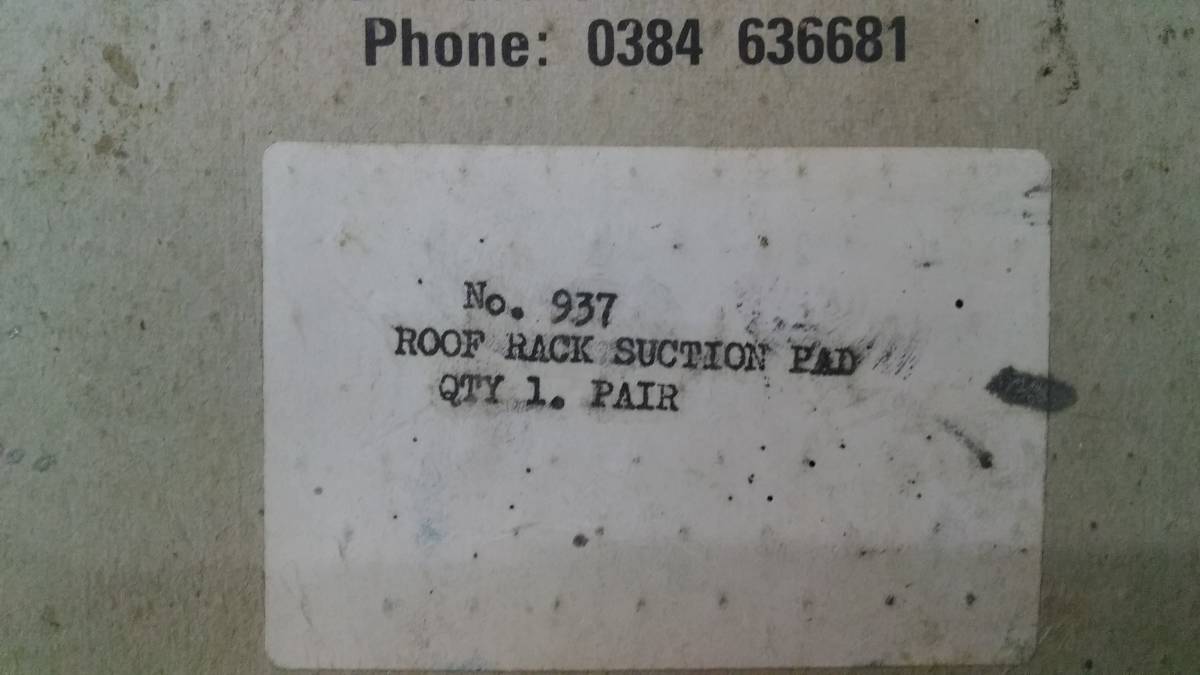 Phone: 0384 636681
No. 937
ROOF RACK SUCTION PAD
QTY 1. PAIR